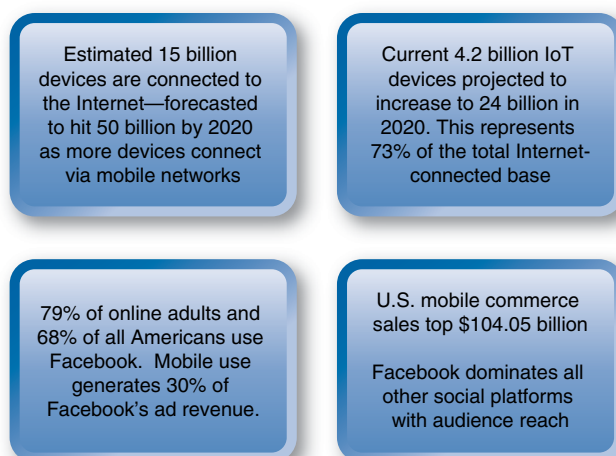 Estimated 15 billion
devices are connected to
the Internet—forecasted
to hit 50 billion by 2020
as more devices connect
via mobile networks
Current 4.2 billion IoT
devices projected to
increase to 24 billion in
2020. This represents
73% of the total Internet-
connected base
79% of online adults and
68% of all Americans use
Facebook. Mobile use
generates 30% of
Facebook's ad revenue.
U.S. mobile commerce
sales top $104.05 billion
Facebook dominates all
other social platforms
with audience reach